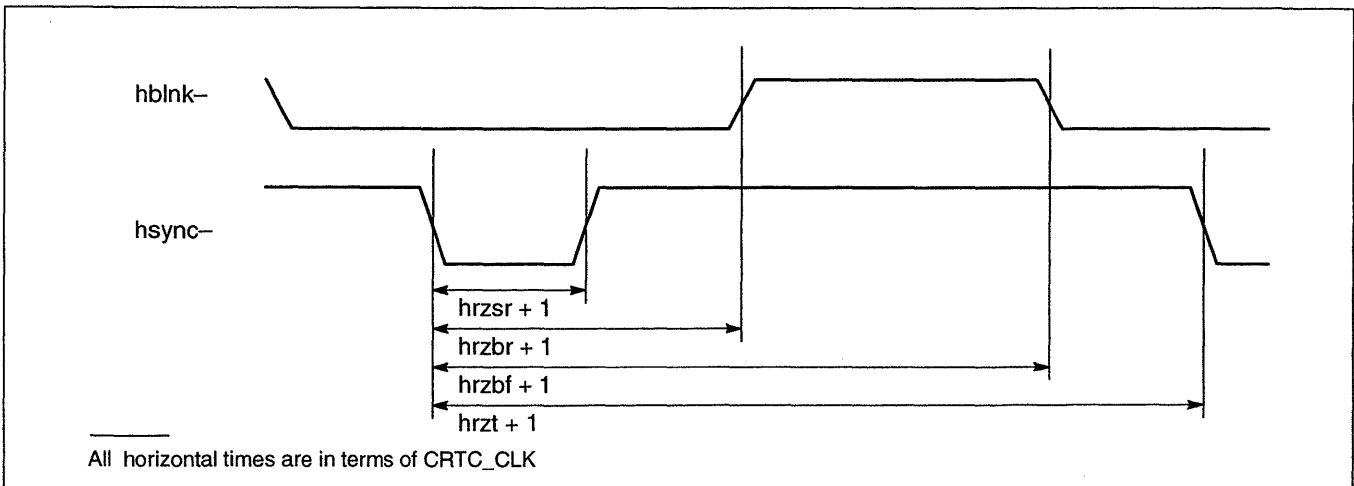 hblnk–
hsync–
hrzsr + 1
hrzbr + 1
hrzbf + 1
hrzt + 1
All horizontal times are in terms of CRTC_CLK